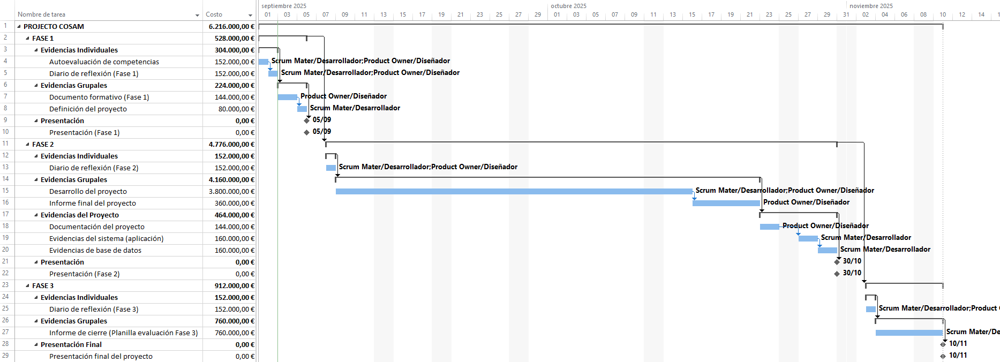 septiembre 2025 octubre 2025 noviembre 2025
Nombre de tarea Costo 01 03 05 07 09 11 13 15 17 19 21 23 25 27 29 01 03 05 07 09 11 13 15 17 19 21 23 25 27 29 31 02 04 06 08 10 12 14 1
1 PROJECTO COSAM 6.216.000,00 €
2 FASE 1 528.000,00 €
3 Evidencias Individuales 304.000,00 €
4 Autoevaluación de competencias 152.000,00 € Scrum Mater/Desarrollador;Product Owner/Diseñador
5 Diario de reflexión (Fase 1) 152.000,00 € Scrum Mater/Desarrollador;Product Owner/Diseñador
6 Evidencias Grupales 224.000,00 €
7 Documento formativo (Fase 1) 144.000,00 € Product Owner/Diseñador
8 Definición del proyecto 80.000,00 € Scrum Mater/Desarrollador
9 Presentación 0,00 € 05/09
10 Presentación (Fase 1) 0,00 € 05/09
11 FASE 2 4.776.000,00 €
12 Evidencias Individuales 152.000,00 €
13 Diario de reflexión (Fase 2) 152.000,00 € Scrum Mater/Desarrollador;Product Owner/Diseñador
14 Evidencias Grupales 4.160.000,00 €
15 Desarrollo del proyecto 3.800.000,00 € Scrum Mater/Desarrollador;Product Owner/Diseñador
16 Informe final del proyecto 360.000,00 € Product Owner/Diseñador
17 Evidencias del Proyecto 464.000,00 €
18 Documentación del proyecto 144.000,00 € Product Owner/Diseñador
19 Evidencias del sistema (aplicación) 160.000,00 € Scrum Mater/Desarrollador
20 Evidencias de base de datos 160.000,00 € Scrum Mater/Desarrollador
21 Presentación 0,00 € 30/10
22 Presentación (Fase 2) 0,00 € 30/10
23 FASE 3 912.000,00 €
24 Evidencias Individuales 152.000,00 €
25 Diario de reflexión (Fase 3) 152.000,00 € Scrum Mater/Desarrollador;Product
26 Evidencias Grupales 760.000,00 €
27 Informe de cierre (Planilla evaluación Fase 3) 760.000,00 € Scrum Mater/De
28 Presentación Final 0,00 € 10/11
29 Presentación final del proyecto 0,00 € 10/11